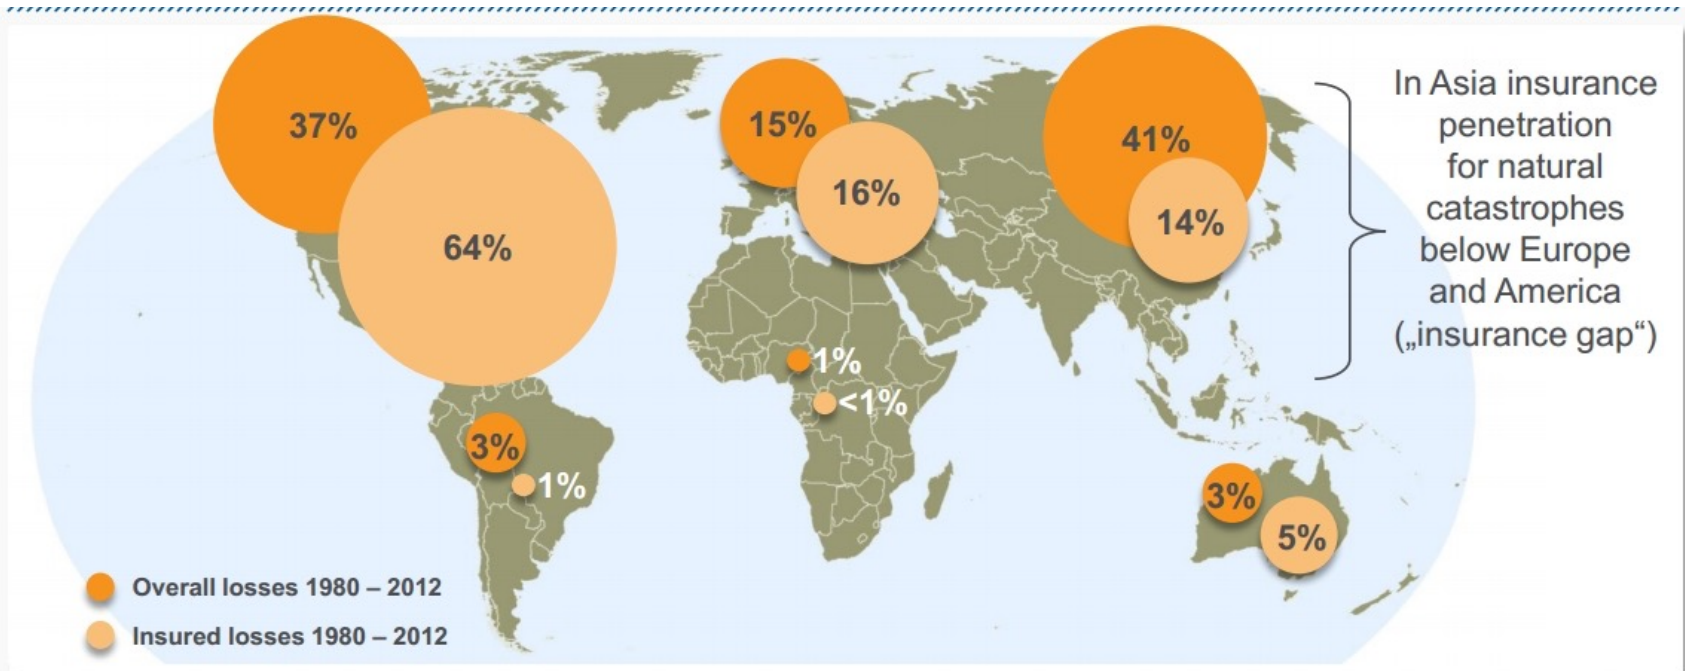 37%
64%
15%
16%
41%
14%
In Asia insurance
penetration
for natural
catastrophes
below Europe
and America
(„insurance gap“)
1%
<1%
3%
1%
3%
5%
Overall losses 1980 – 2012
Insured losses 1980 – 2012